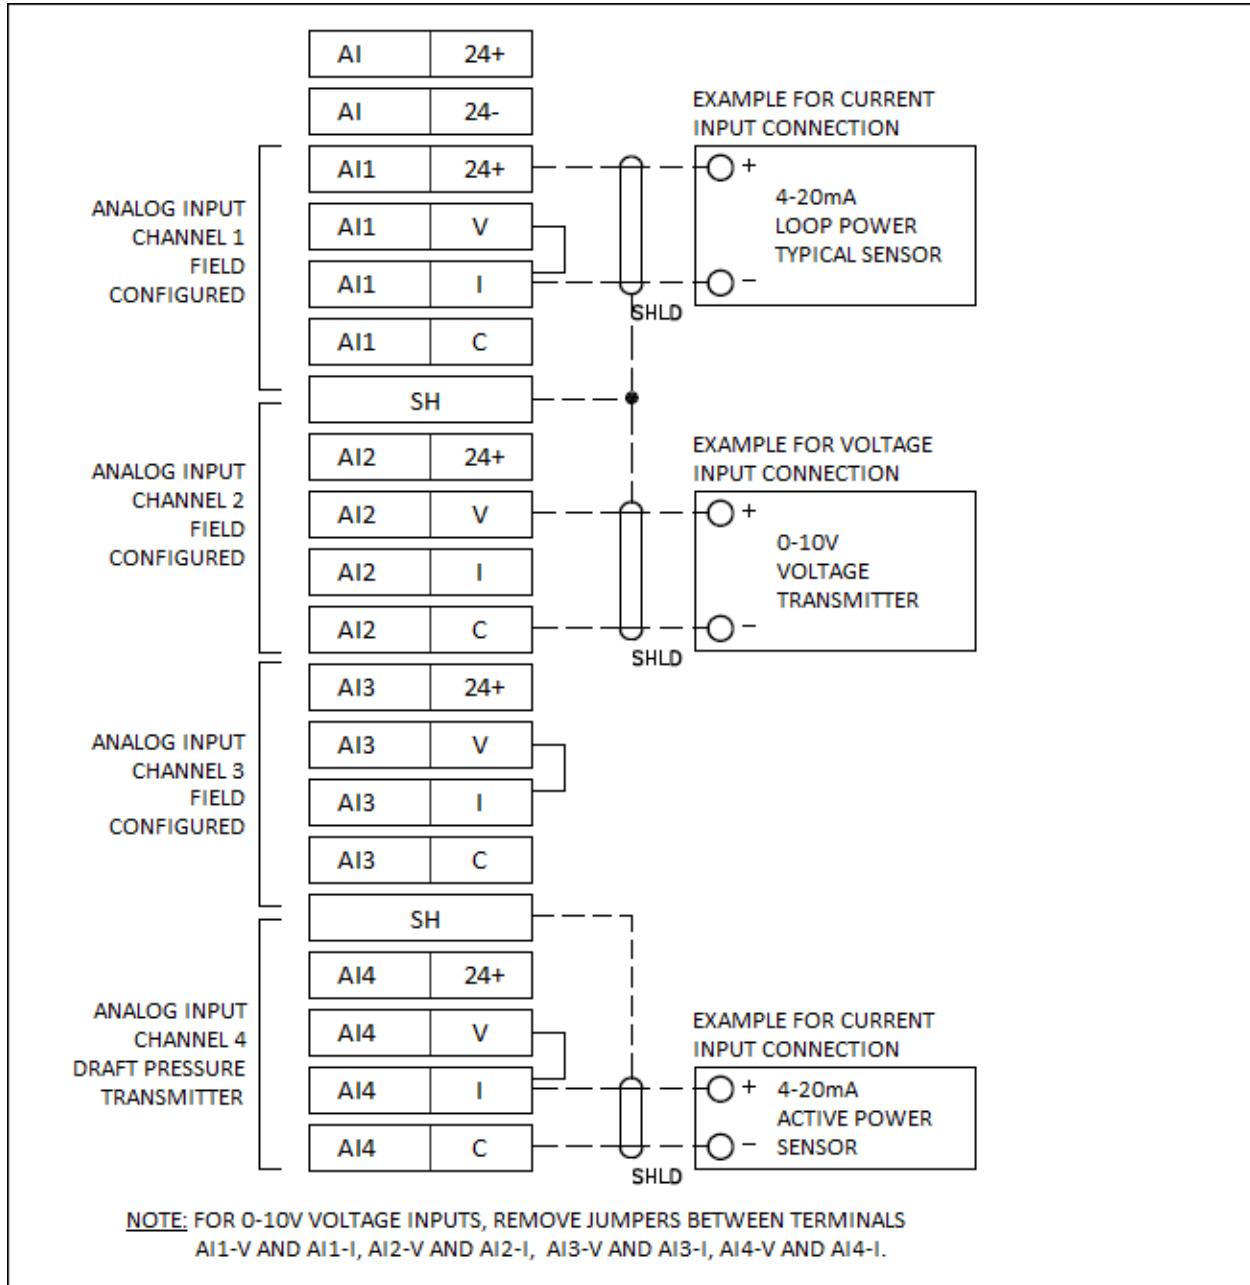 AI 24+
AI 24-
EXAMPLE FOR CURRENT
INPUT CONNECTION
ANALOG INPUT
CHANNEL 1
FIELD
CONFIGURED
AI1 24+
AI1 V
AI1 I
AI1 C
+
4-20mA
LOOP POWER
TYPICAL SENSOR
−
SHLD
SH
ANALOG INPUT
CHANNEL 2
FIELD
CONFIGURED
AI2 24+
AI2 V
AI2 I
AI2 C
EXAMPLE FOR VOLTAGE
INPUT CONNECTION
+
0-10V
VOLTAGE
TRANSMITTER
−
SHLD
ANALOG INPUT
CHANNEL 3
FIELD
CONFIGURED
AI3 24+
AI3 V
AI3 I
AI3 C
SH
ANALOG INPUT
CHANNEL 4
DRAFT PRESSURE
TRANSMITTER
AI4 24+
AI4 V
AI4 I
AI4 C
EXAMPLE FOR CURRENT
INPUT CONNECTION
+
4-20mA
ACTIVE POWER
− SENSOR
SHLD
NOTE: FOR 0-10V VOLTAGE INPUTS, REMOVE JUMPERS BETWEEN TERMINALS
AI1-V AND AI1-I, AI2-V AND AI2-I, AI3-V AND AI3-I, AI4-V AND AI4-I.